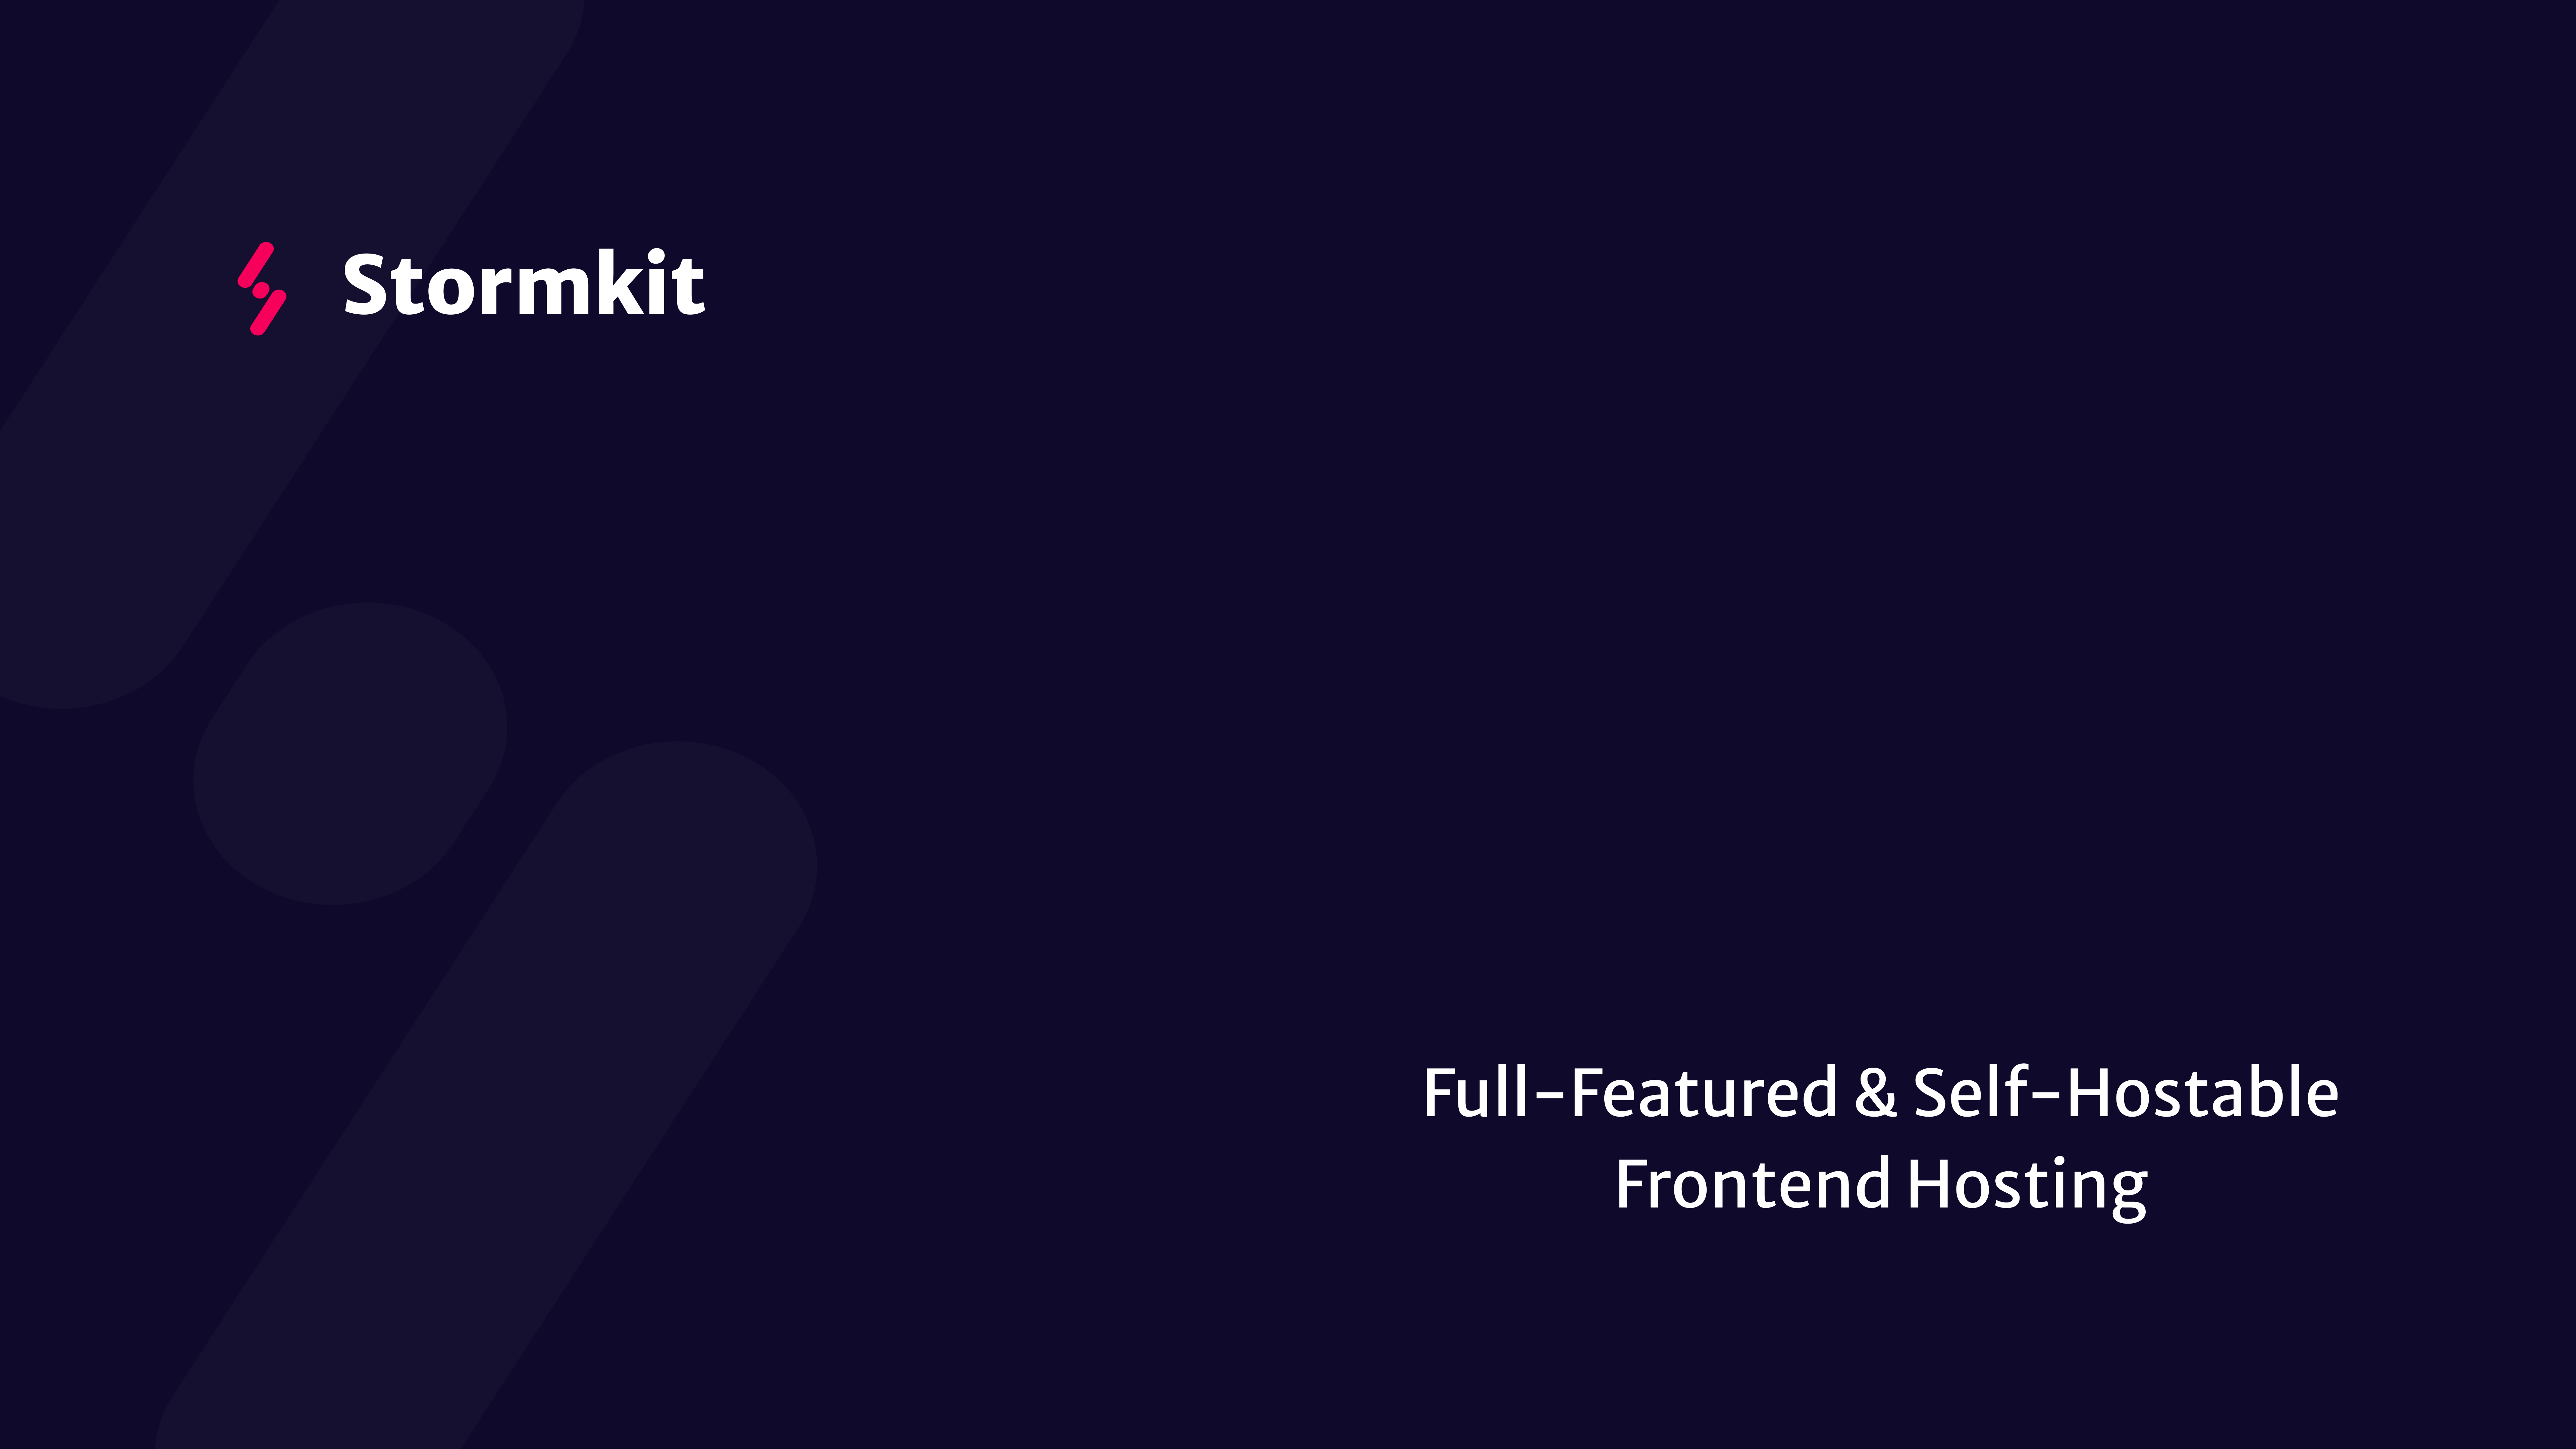 Stormkit
Full-Featured & Self-Hostable
Frontend Hosting